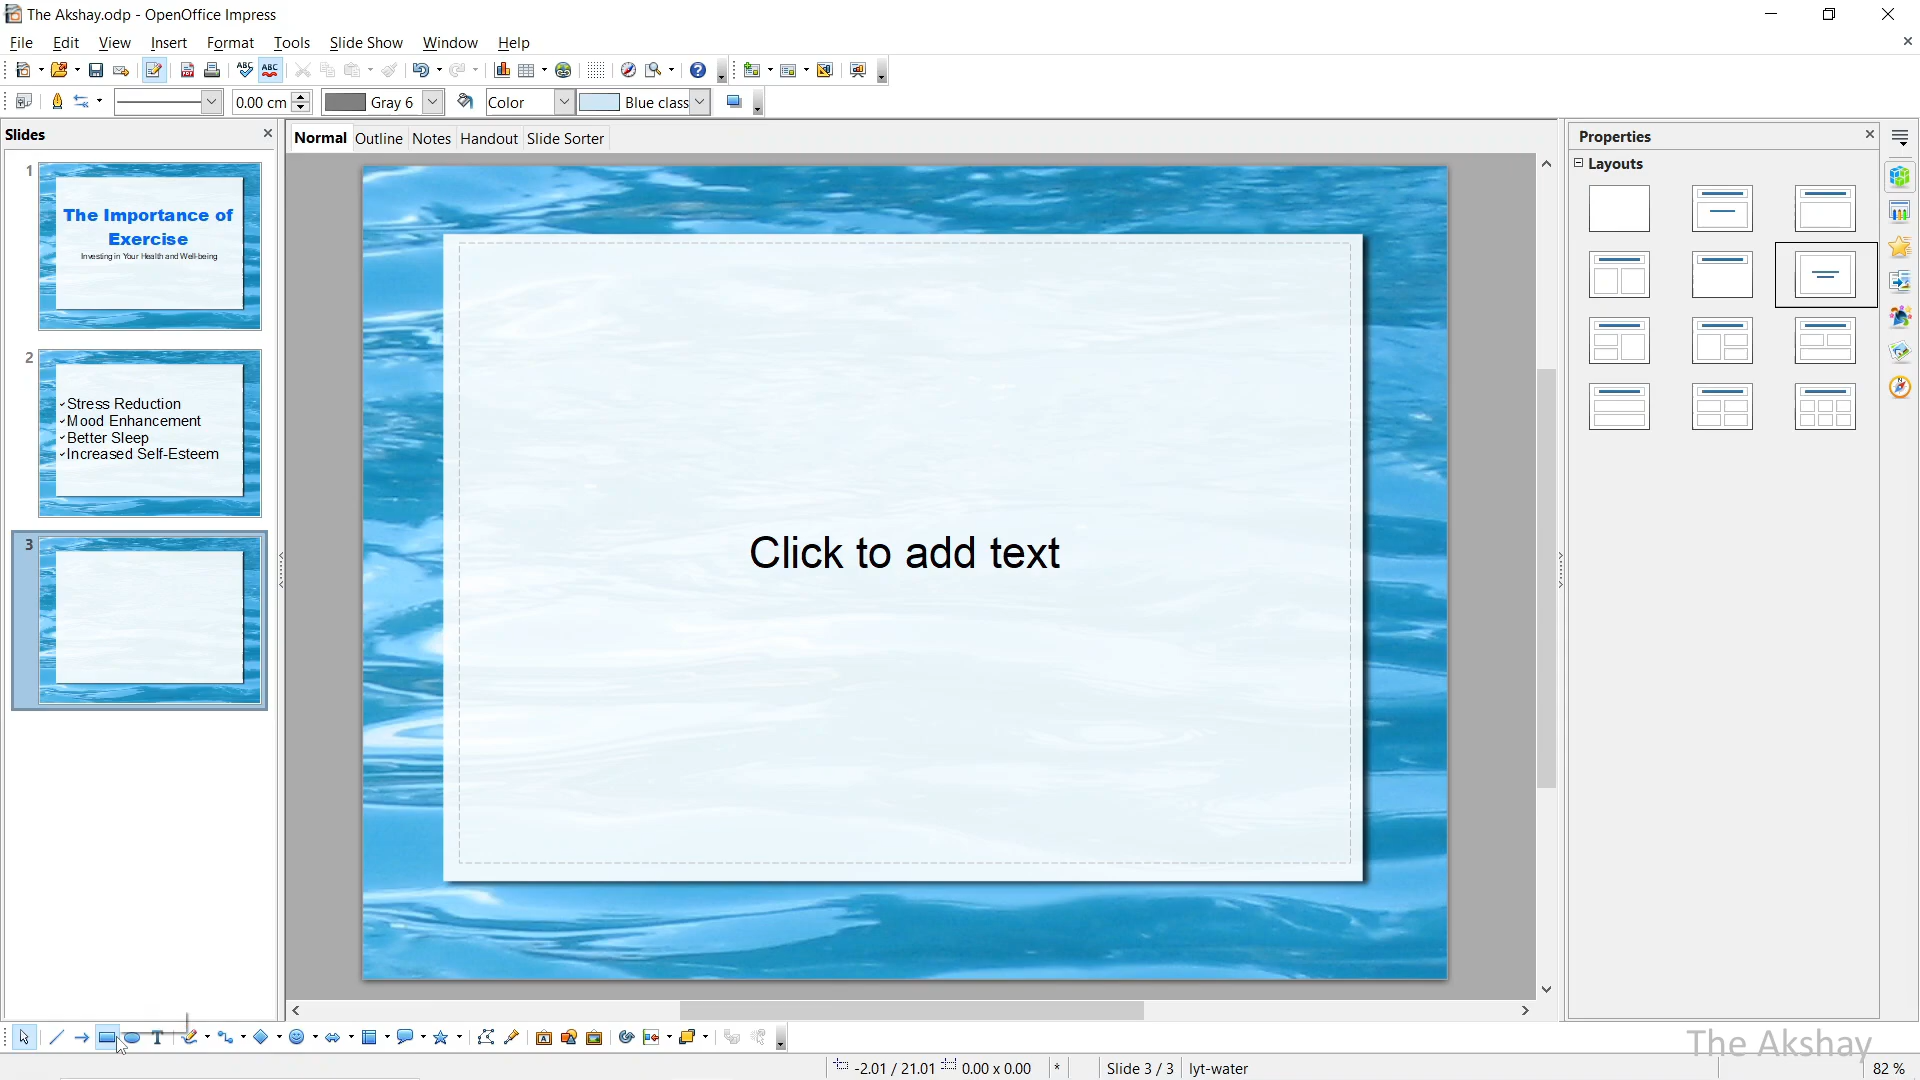 The Akshay.odp - OpenOffice Impress
File Edit View Insert Format Tools Slide Show Window Help
ABC ABC
0.00 cm Gray 6 Color Blue class
Slides
Normal Outline Notes Handout Slide Sorter
Properties
Layouts
1
The Importance of
Exercise
Investing in Your Health and Well-being
2
Stress Reduction
Mood Enhancement
Better Sleep
Increased Self-Esteem
3
Click to add text
The Akshay
-2.01 / 21.01 0.00 x 0.00 * Slide 3 / 3 lyt-water 82 %